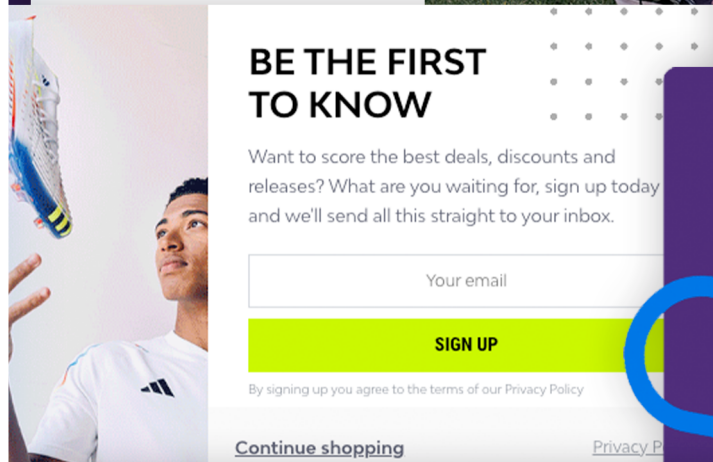 BE THE FIRST
TO KNOW
Want to score the best deals, discounts and
releases? What are you waiting for, sign up today
and we'll send all this straight to your inbox.
Your email
SIGN UP
By signing up you agree to the terms of our Privacy Policy
Continue shopping
Privacy P